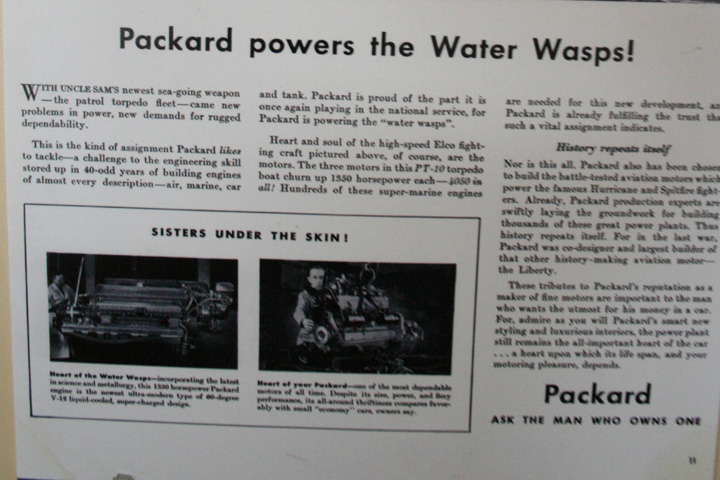 Packard powers the Water Wasps!
WITH UNCLE SAM'S newest sea-going weapon
—the patrol torpedo fleet—came new
problems in power, new demands for rugged
dependability.
This is the kind of assignment Packard likes
to tackle—a challenge to the engineering skill
stored up in 40-odd years of building engines
of almost every description—air, marine, car
and tank. Packard is proud of the part it is
once again playing in the national service, for
Packard is powering the "water wasps".
Heart and soul of the high-speed Elco fight-
ing craft pictured above, of course, are the
motors. The three motors in this PT-10 torpedo
boat churn up 1350 horsepower each—4050 in
all! Hundreds of these super-marine engines
are needed for this new development, an
Packard is already fulfilling the trust tha
such a vital assignment indicates.
History repeats itself
Nor is this all. Packard also has been chosen
to build the battle-tested aviation motors which
power the famous Hurricane and Spitfire fight-
ers. Already, Packard production experts are
swiftly laying the groundwork for building
thousands of these great power plants. Thus
history repeats itself. For in the last war,
Packard was co-designer and largest builder of
that other history-making aviation motor—
the Liberty.
These tributes to Packard's reputation as a
maker of fine motors are important to the man
who wants the utmost for his money in a car.
For, admire as you will Packard's smart new
styling and luxurious interiors, the power plant
still remains the all-important heart of the car
. . . a heart upon which its life span, and your
motoring pleasure, depends.
SISTERS UNDER THE SKIN!
Heart of the Water Wasps—incorporating the latest
in science and metallurgy, this 1350 horsepower Packard
engine is the newest ultra-modern type of 60-degree
V-12 liquid-cooled, super-charged design.
Heart of your Packard—one of the most dependable
motors of all time. Despite its size, power, and fiery
performance, its all-around thriftiness compares favor-
ably with small "economy" cars, owners say.
Packard
ASK THE MAN WHO OWNS ONE